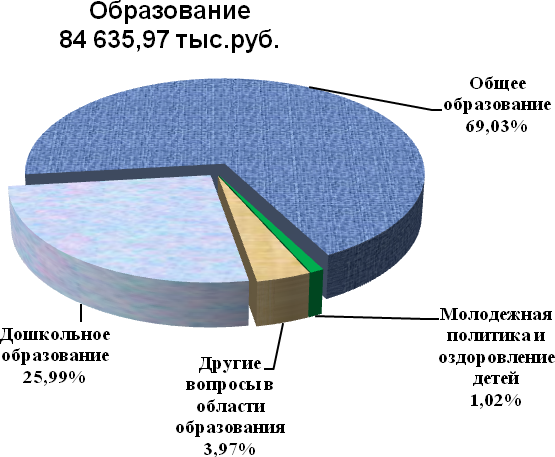 Образование
84 635,97 тыс.руб.
Общее
образование
69,03%
Молодежная
политика и
оздоровление
детей
1,02%
Другие
вопросы в
области
образования
3,97%
Дошкольное
образование
25,99%